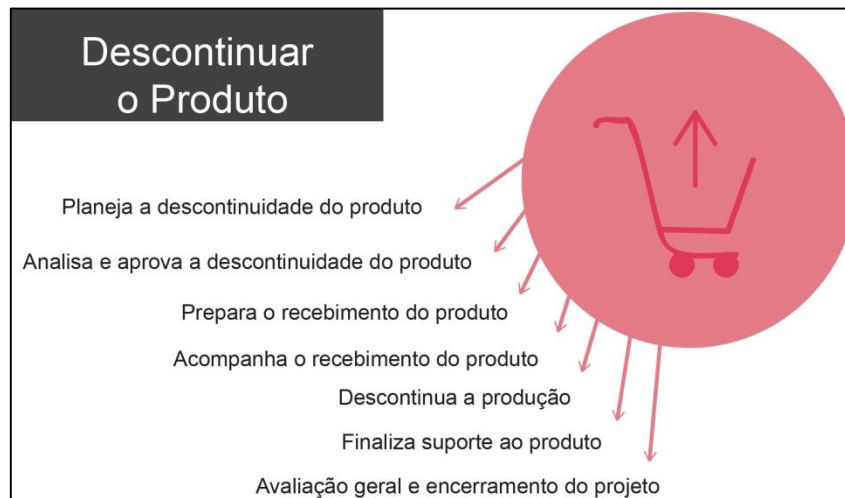 Descontinuar
o Produto
Planeja a descontinuidade do produto
Analisa e aprova a descontinuidade do produto
Prepara o recebimento do produto
Acompanha o recebimento do produto
Descontinua a produção
Finaliza suporte ao produto
Avaliação geral e encerramento do projeto